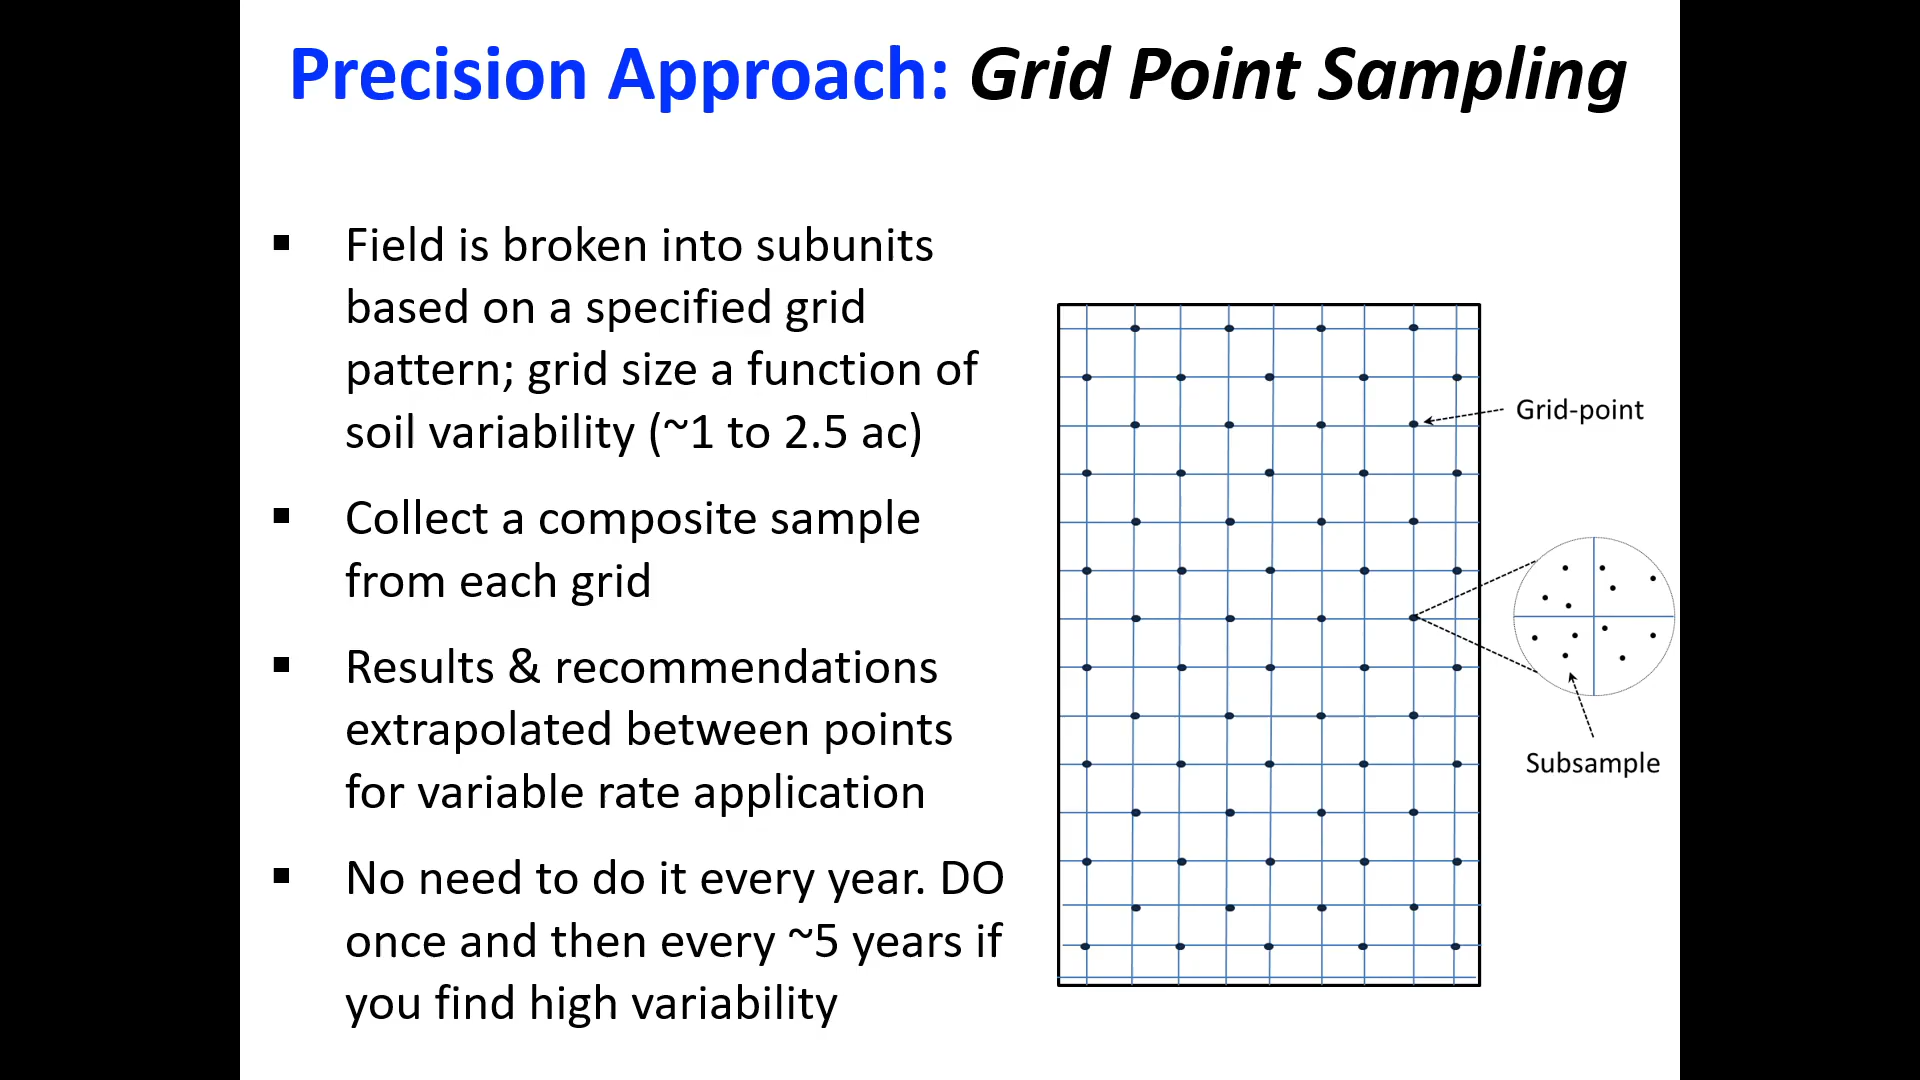 Precision Approach: Grid Point Sampling
▪ Field is broken into subunits
based on a specified grid
pattern; grid size a function of
soil variability (~1 to 2.5 ac)
▪ Collect a composite sample
from each grid
▪ Results & recommendations
extrapolated between points
for variable rate application
▪ No need to do it every year. DO
once and then every ~5 years if
you find high variability
Grid-point
Subsample